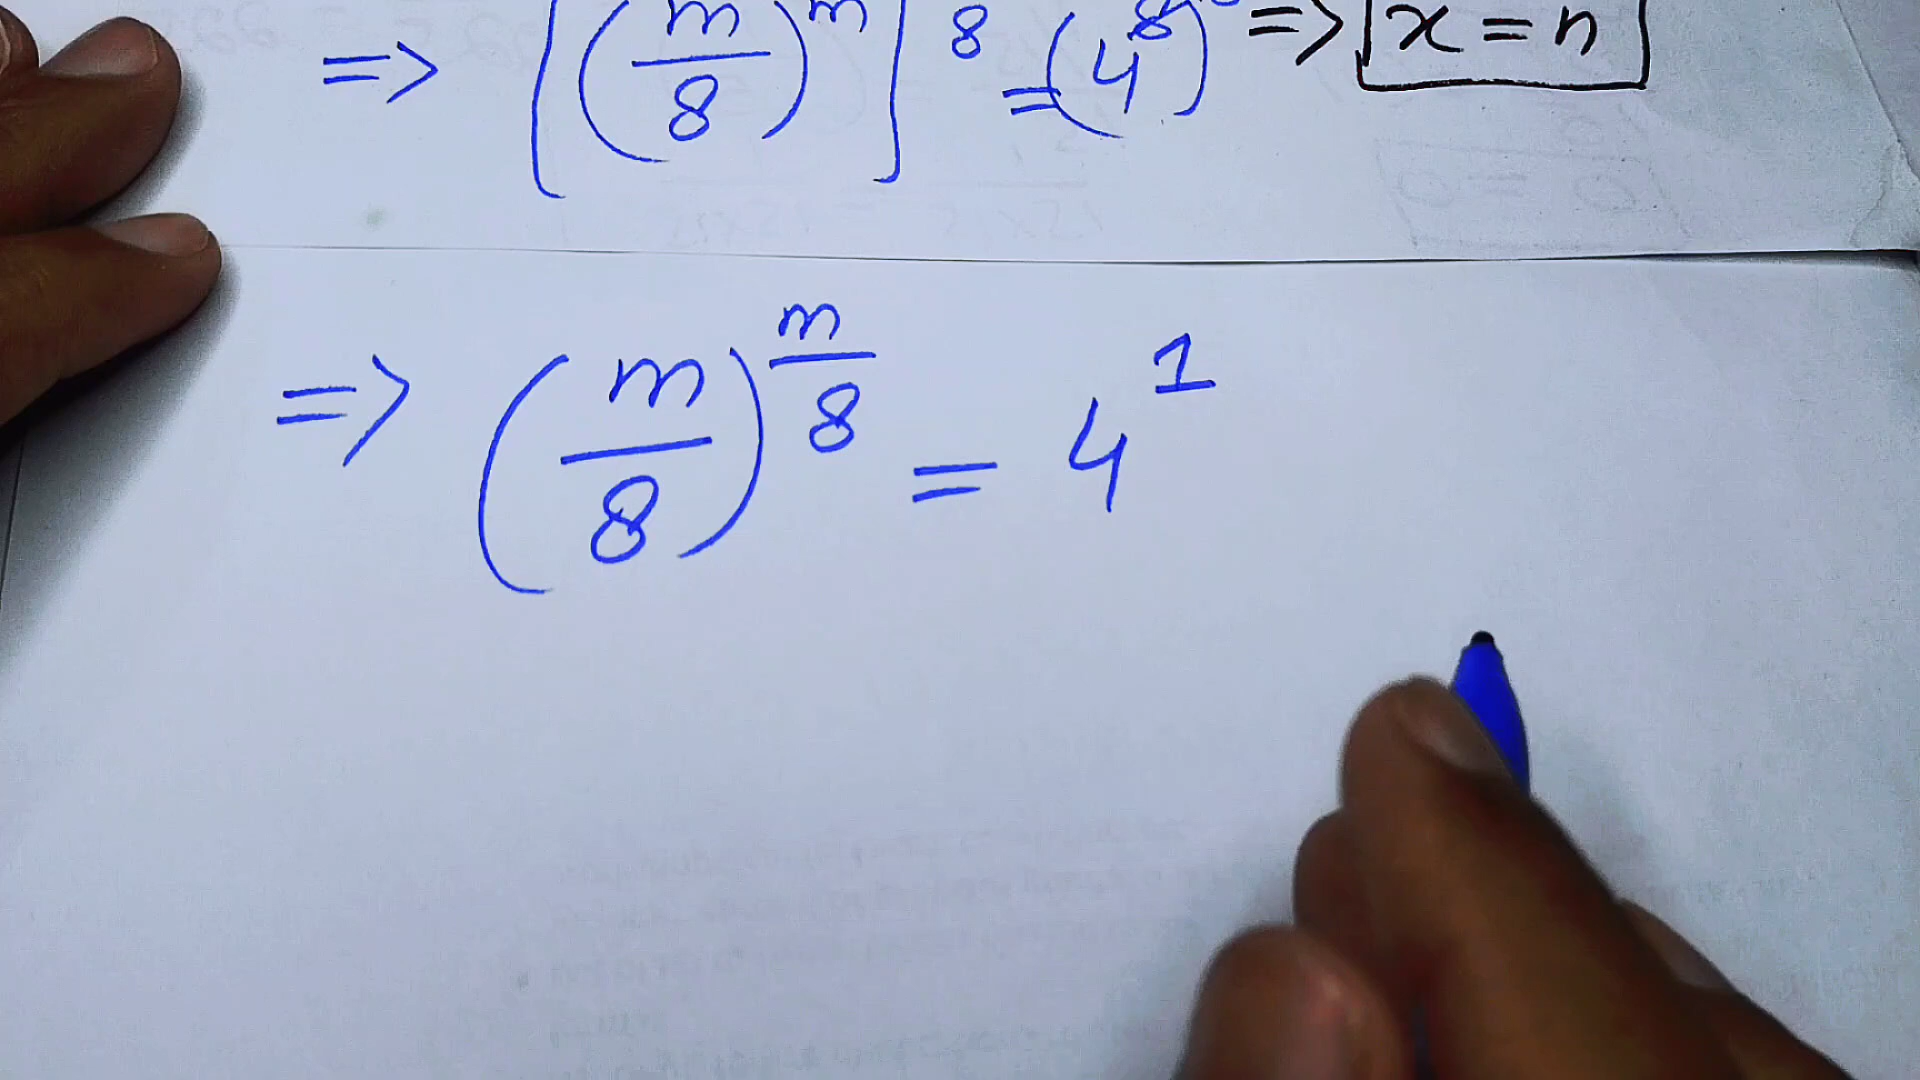 => [(m/8)^m] 8 = (4^8) => x = n
=> (m/8)^(m/8) = 4^1